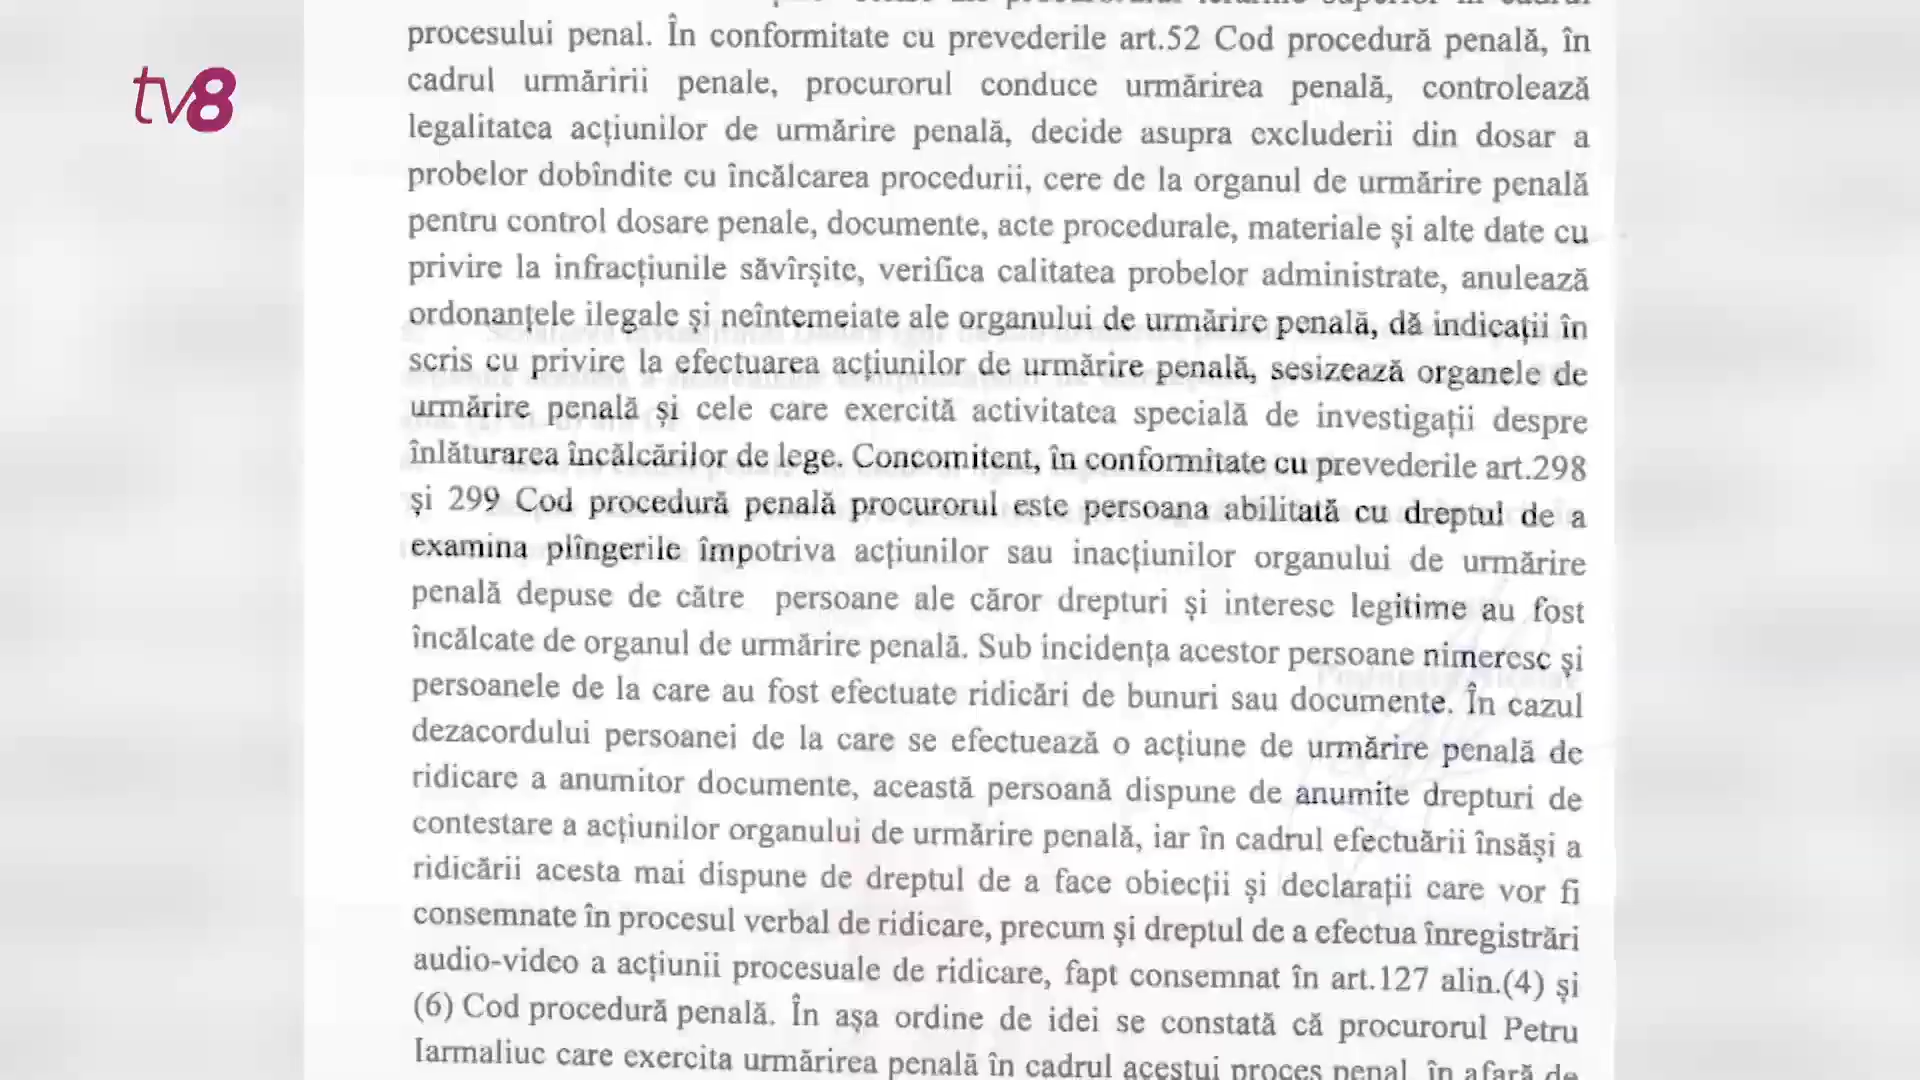 tv8
procesului penal. În conformitate cu prevederile art.52 Cod procedură penală, în
cadrul urmăririi penale, procurorul conduce urmărirea penală, controlează
legalitatea acțiunilor de urmărire penală, decide asupra excluderii din dosar a
probelor dobîndite cu încălcarea procedurii, cere de la organul de urmărire penală
pentru control dosare penale, documente, acte procedurale, materiale și alte date cu
privire la infracțiunile săvîrșite, verifica calitatea probelor administrate, anulează
ordonanțele ilegale și neîntemeiate ale organului de urmărire penală, dă indicații în
scris cu privire la efectuarea acțiunilor de urmărire penală, sesizează organele de
urmărire penală și cele care exercită activitatea specială de investigații despre
înlăturarea încălcărilor de lege. Concomitent, în conformitate cu prevederile art.298
și 299 Cod procedură penală procurorul este persoana abilitată cu dreptul de a
examina plîngerile împotriva acțiunilor sau inacțiunilor organului de urmărire
penală depuse de către persoane ale căror drepturi și interese legitime au fost
încălcate de organul de urmărire penală. Sub incidența acestor persoane nimeresc și
persoanele de la care au fost efectuate ridicări de bunuri sau documente. În cazul
dezacordului persoanei de la care se efectuează o acțiune de urmărire penală de
ridicare a anumitor documente, această persoană dispune de anumite drepturi de
contestare a acțiunilor organului de urmărire penală, iar în cadrul efectuării însăși a
ridicării acesta mai dispune de dreptul de a face obiecții și declarații care vor fi
consemnate în procesul verbal de ridicare, precum și dreptul de a efectua înregistrări
audio-video a acțiunii procesuale de ridicare, fapt consemnat în art.127 alin.(4) și
(6) Cod procedură penală. În așa ordine de idei se constată că procurorul Petru
Iarmaliuc care exercita urmărirea penală în cadrul acestui proces penal, în afară de